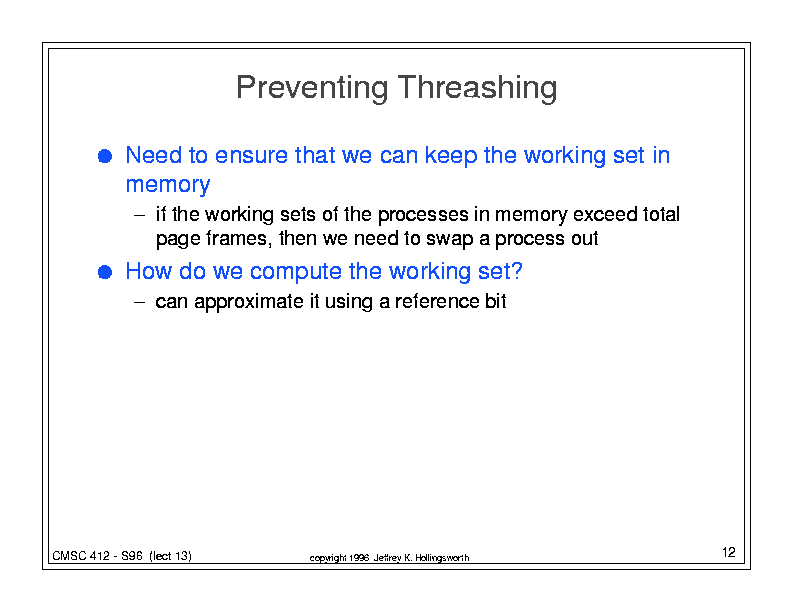 Preventing Threashing
● Need to ensure that we can keep the working set in
memory
– if the working sets of the processes in memory exceed total
page frames, then we need to swap a process out
● How do we compute the working set?
– can approximate it using a reference bit
CMSC 412 - S96 (lect 13)
copyright 1996 Jeffrey K. Hollingsworth
12